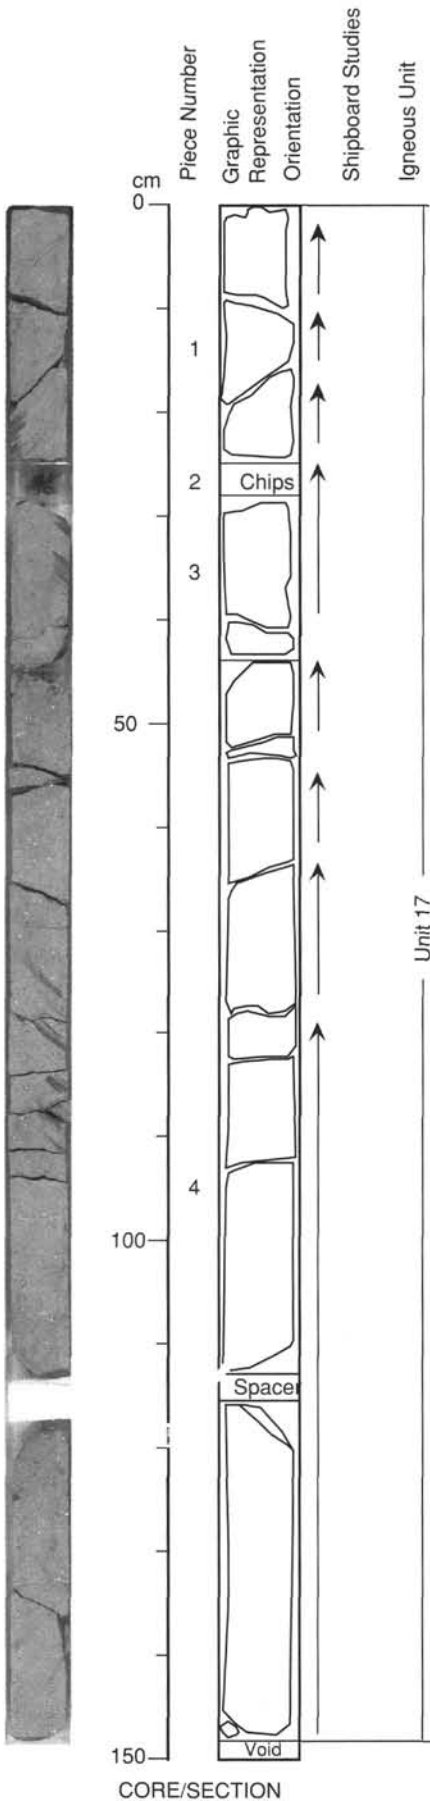 Piece Number
Graphic
Representation
Orientation
Shipboard Studies
Igneous Unit
cm
0
1
2
Chips
3
50
Unit 17
4
100
Spacer
Void
150
CORE/SECTION